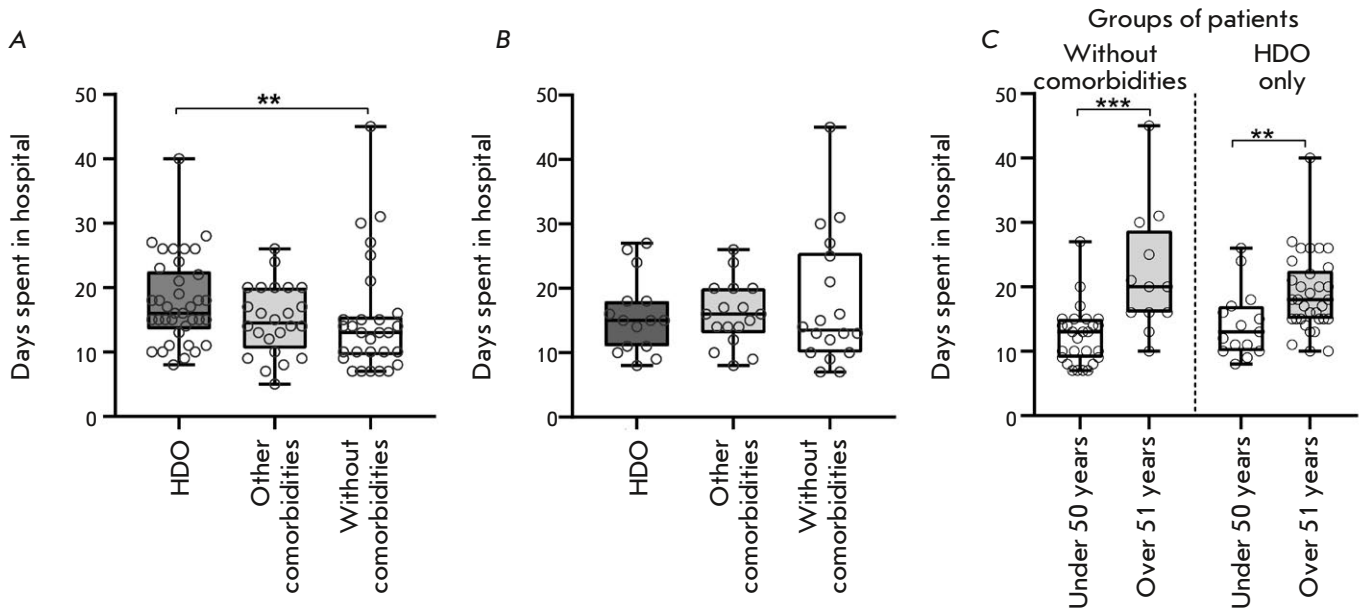 A
Days spent in hospital
50
40
30
20
10
0
**
HDO
Other
comorbidities
Without
comorbidities
B
Days spent in hospital
50
40
30
20
10
0
HDO
Other
comorbidities
Without
comorbidities
C
Groups of patients
Without
comorbidities
HDO
only
Days spent in hospital
50
40
30
20
10
0
***
**
Under 50 years
Over 51 years
Under 50 years
Over 51 years